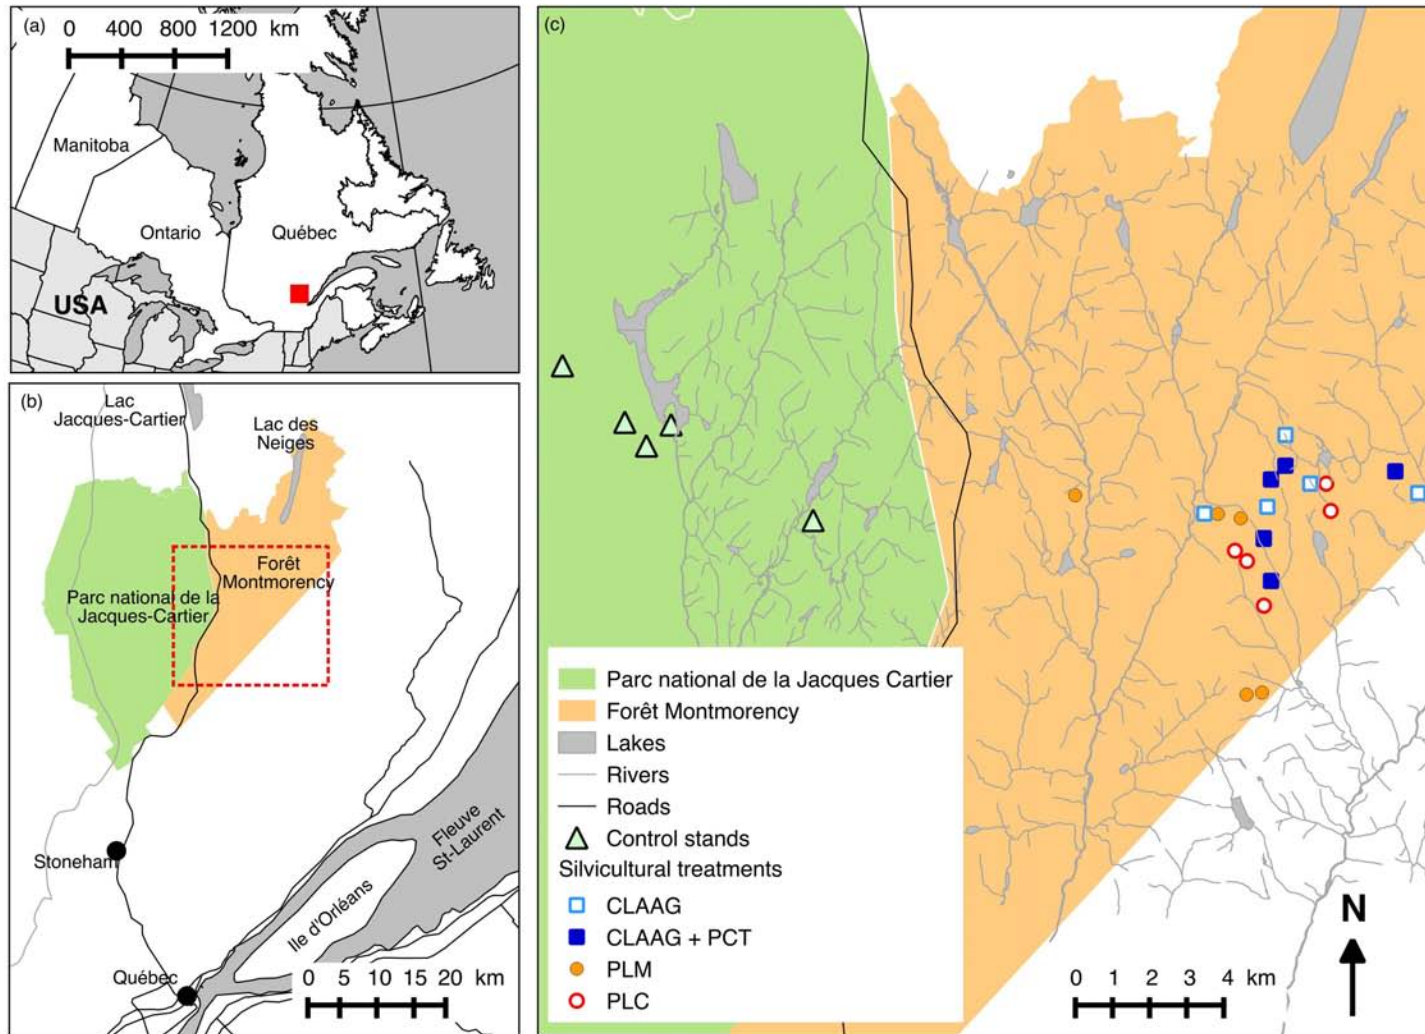 (a)
0 400 800 1200 km
Manitoba
Ontario
Québec
USA
(b)
Lac
Jacques-Cartier
Lac des
Neiges
Forêt
Montmorency
Parc national de la
Jacques-Cartier
Stoneham
Fleuve
St-Laurent
Ile d'Orléans
Québec
0 5 10 15 20 km
(c)
Parc national de la Jacques Cartier
Forêt Montmorency
Lakes
Rivers
Roads
Control stands
Silvicultural treatments
CLAAG
CLAAG + PCT
PLM
PLC
0 1 2 3 4 km
N